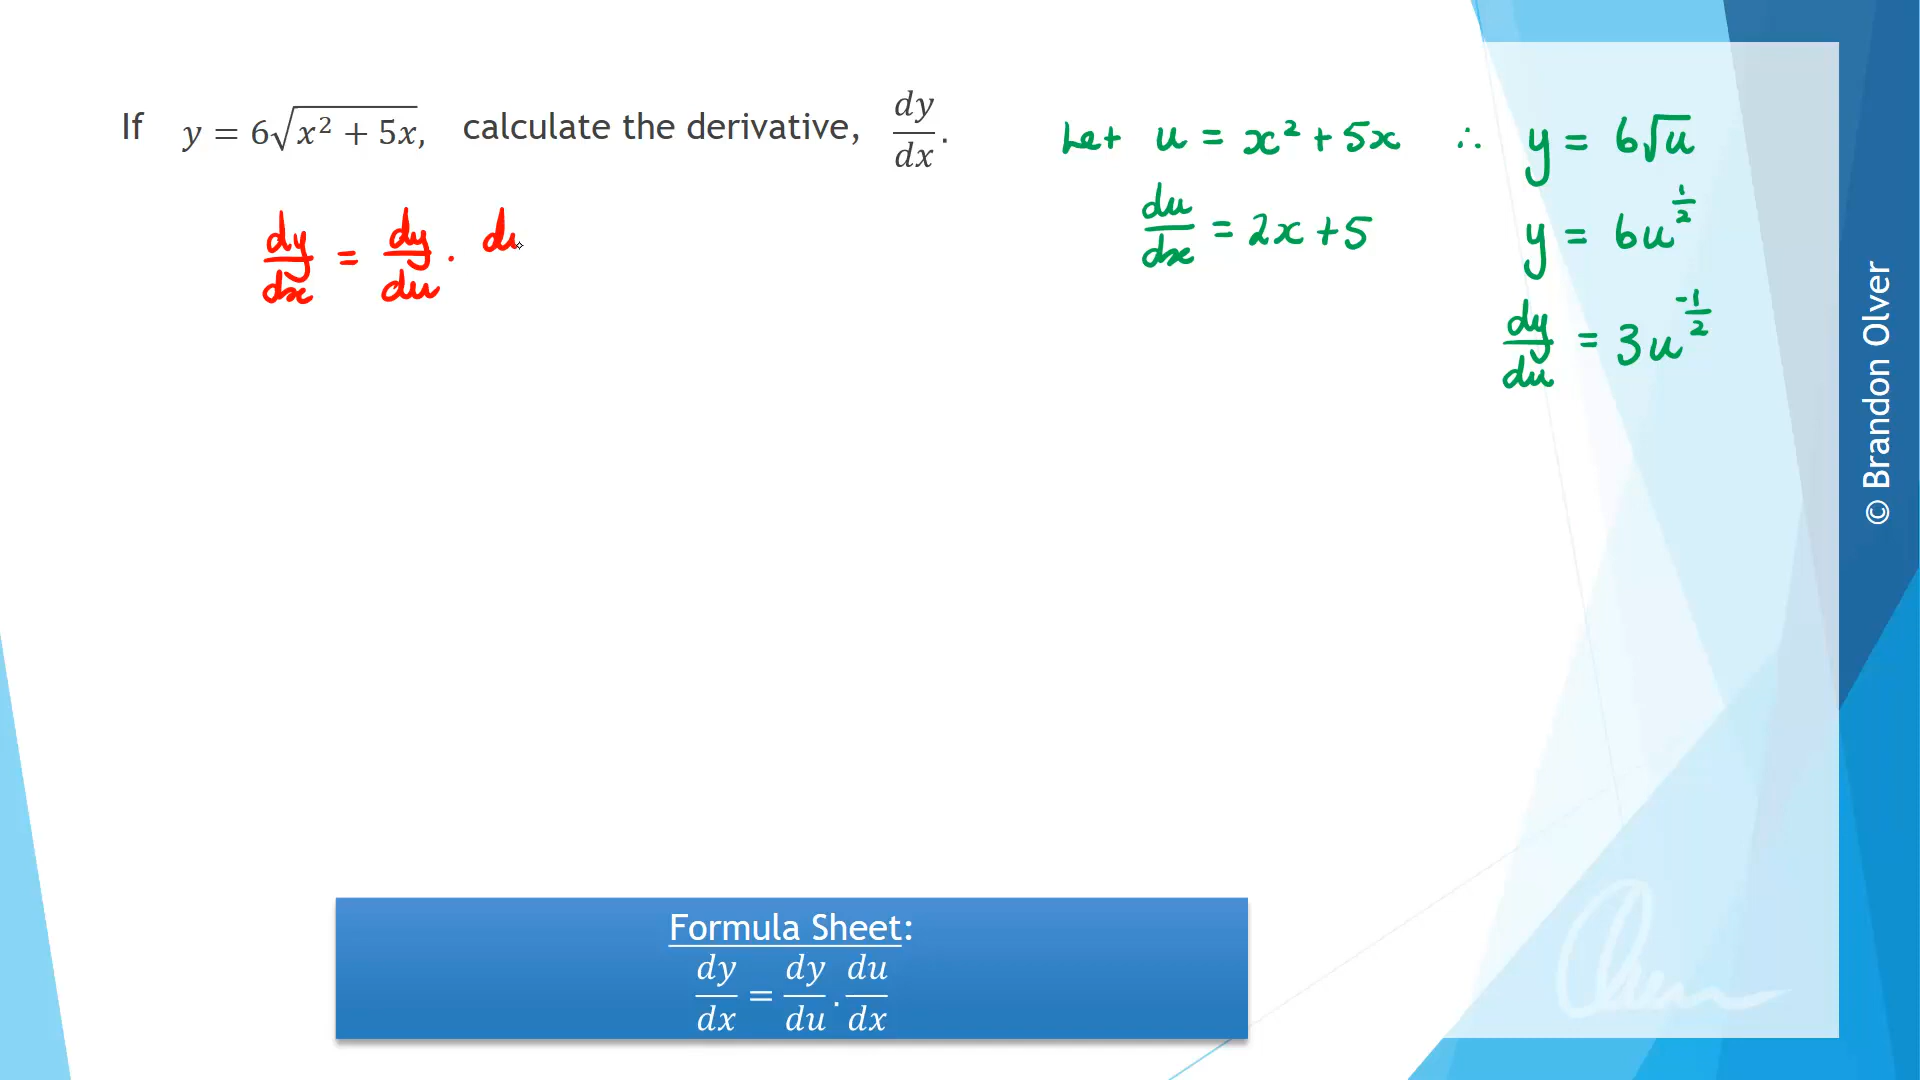 If y = 6√(x² + 5x), calculate the derivative, dy/dx.
Let u = x² + 5x ∴ y = 6√u
du/dx = 2x + 5
y = 6u^(1/2)
dy/du = 3u^(-1/2)
dy/dx = dy/du · du
Formula Sheet:
dy/dx = dy/du . du/dx
© Brandon Olver